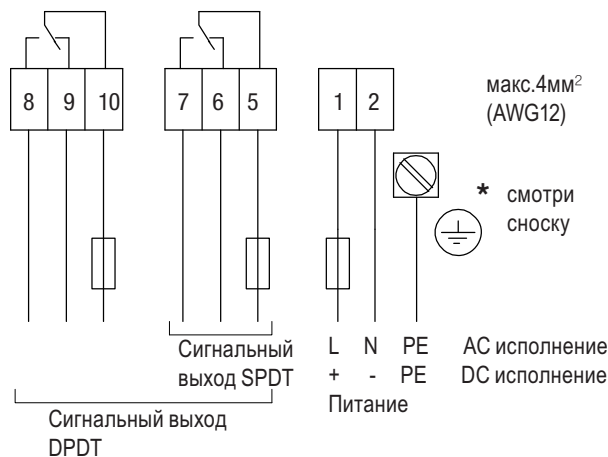 8 9 10
7 6 5
1 2
макс.4мм²
(AWG12)
* смотри
сноску
Сигнальный
выход SPDT
L N PE AC исполнение
+ - PE DC исполнение
Питание
Сигнальный выход
DPDT